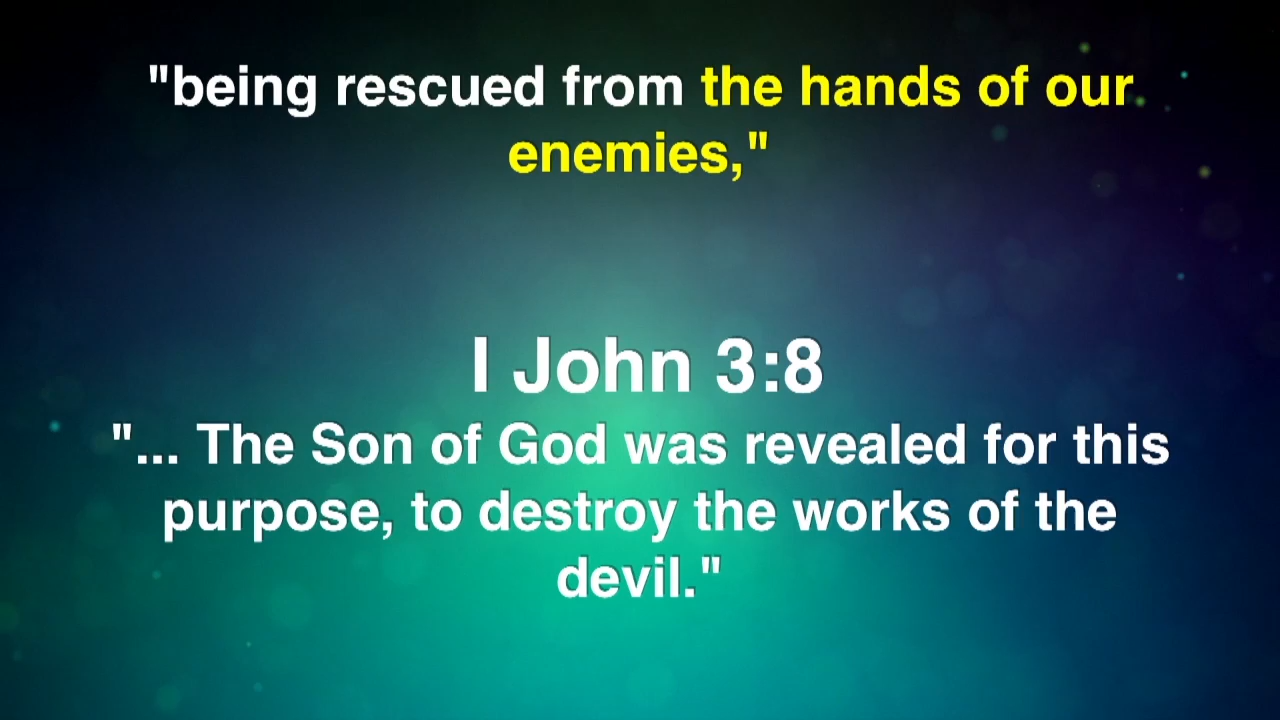 "being rescued from the hands of our
enemies,"
I John 3:8
"... The Son of God was revealed for this
purpose, to destroy the works of the
devil."